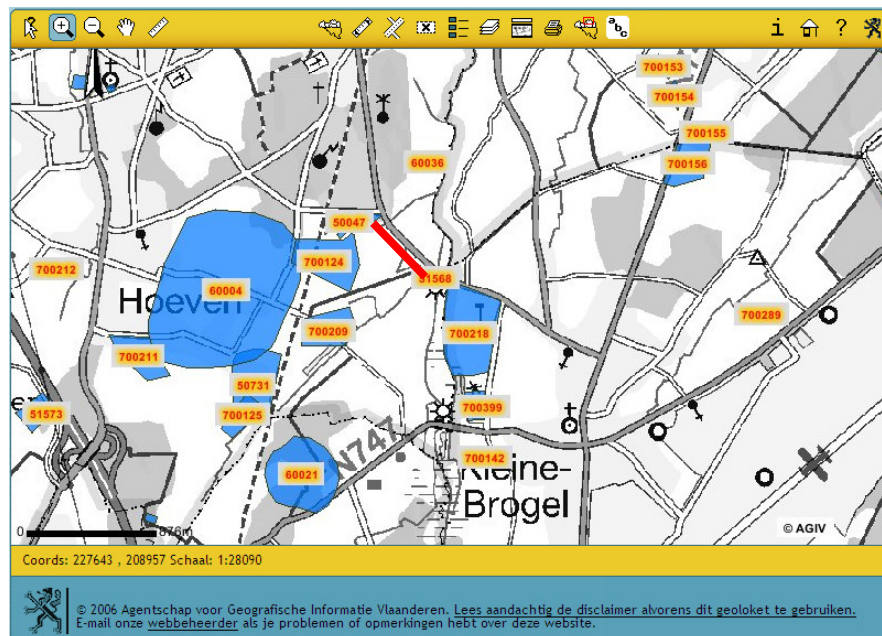 a b c
i ?
700153
700154
700155
60036
700156
50047
700124
700212
51568
60004
Hoeven
700289
700209
700218
700211
50731
51573
700125
700399
N747
700142
60021
Kleine-
Brogel
0 876m
© AGIV
Coords: 227643 , 208957 Schaal: 1:28090
© 2006 Agentschap voor Geografische Informatie Vlaanderen. Lees aandachtig de disclaimer alvorens dit geoloket te gebruiken.
E-mail onze webbeheerder als je problemen of opmerkingen hebt over deze website.